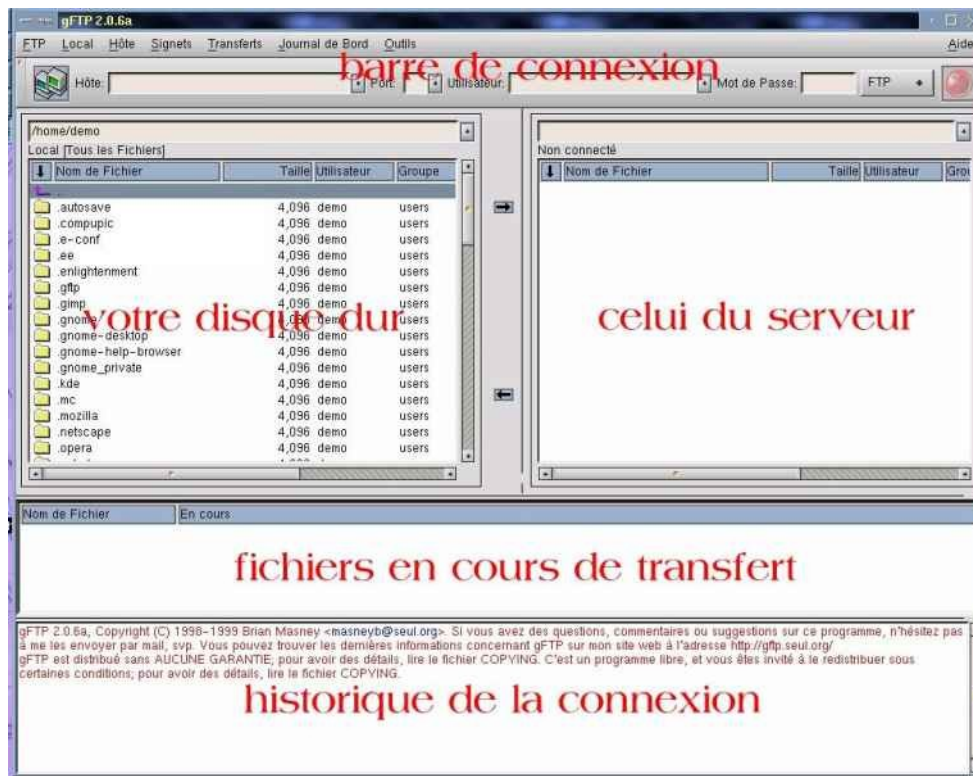 gFTP 2.0.6a
FTP Local Hôte Signets Transferts Journal de Bord Outils Aide
barre de connexion
Hôte: Port: Utilisateur: Mot de Passe: FTP
/home/demo
Local [Tous les Fichiers]
Nom de Fichier Taille Utilisateur Groupe
..
.autosave 4,096 demo users
.compupic 4,096 demo users
.e-conf 4,096 demo users
.ee 4,096 demo users
.enlightenment 4,096 demo users
.gftp 4,096 demo users
.gimp 4,096 demo users
.gnome 4,096 demo users
.gnome-desktop 4,096 demo users
.gnome-help-browser 4,096 demo users
.gnome_private 4,096 demo users
.kde 4,096 demo users
.mc 4,096 demo users
.mozilla 4,096 demo users
.netscape 4,096 demo users
.opera 4,096 demo users
votre disque dur
Non connecté
Nom de Fichier Taille Utilisateur Grou
celui du serveur
Nom de Fichier En cours
fichiers en cours de transfert
gFTP 2.0.6a, Copyright (C) 1998-1999 Brian Masney <masneyb@seul.org>. Si vous avez des questions, commentaires ou suggestions sur ce programme, n'hésitez pas
à me les envoyer par mail, svp. Vous pouvez trouver les dernières informations concernant gFTP sur mon site web à l'adresse http://gftp.seul.org/
gFTP est distribué sans AUCUNE GARANTIE; pour avoir des détails, lire le fichier COPYING. C'est un programme libre, et vous êtes invité à le redistribuer sous
certaines conditions; pour avoir des détails, lire le fichier COPYING.
historique de la connexion